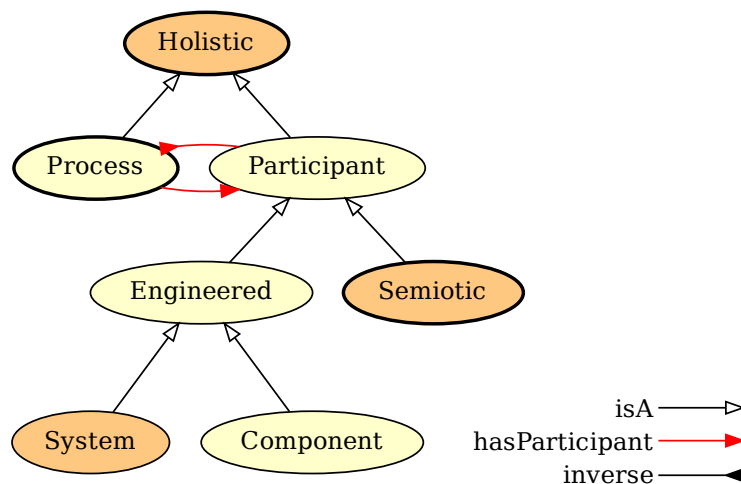 Holistic
Process
Participant
Engineered
Semiotic
System
Component
isA
hasParticipant
inverse